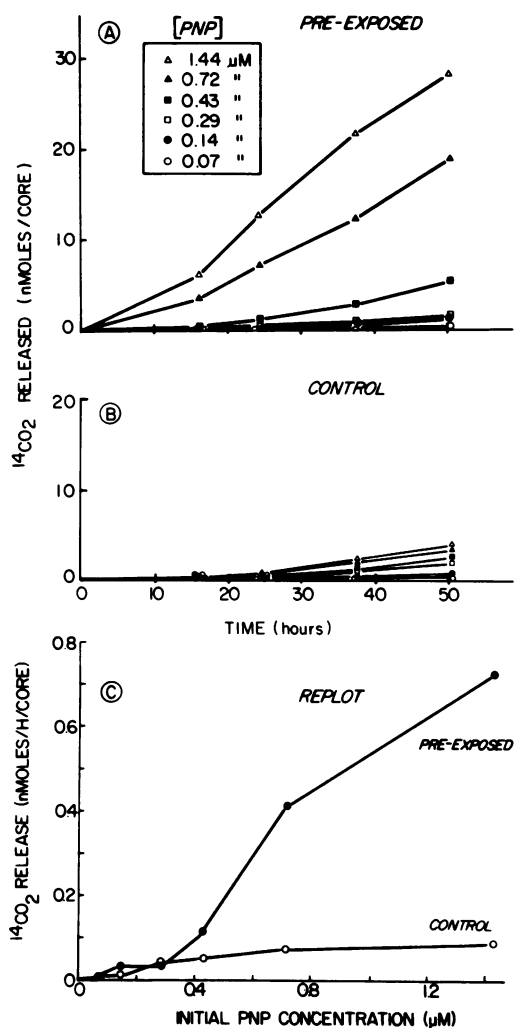 A
[PNP]
PRE-EXPOSED
△ 1.44 µM
▲ 0.72 "
■ 0.43 "
□ 0.29 "
● 0.14 "
○ 0.07 "
30
20
10
0
14CO2 RELEASED (nMOLES/CORE)
B
CONTROL
20
10
0
0 10 20 30 40 50
TIME (hours)
C
REPLOT
0.8
0.6
0.4
0.2
0
14CO2 RELEASE (nMOLES/H/CORE)
PRE-EXPOSED
CONTROL
0 0.4 0.8 1.2
INITIAL PNP CONCENTRATION (µM)